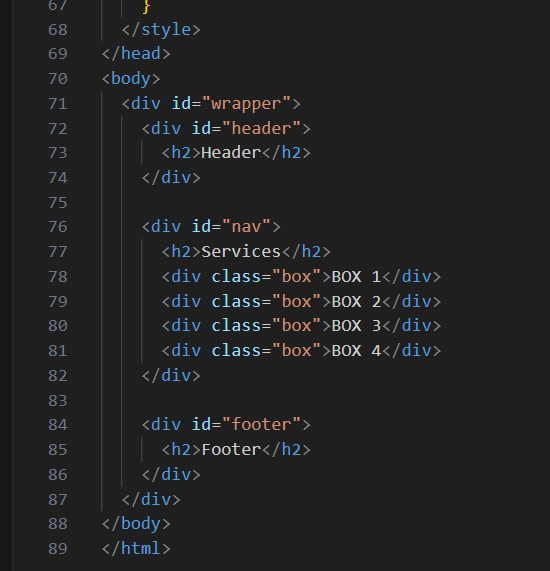 67 }
68 </style>
69 </head>
70 <body>
71 <div id="wrapper">
72 <div id="header">
73 <h2>Header</h2>
74 </div>
75
76 <div id="nav">
77 <h2>Services</h2>
78 <div class="box">BOX 1</div>
79 <div class="box">BOX 2</div>
80 <div class="box">BOX 3</div>
81 <div class="box">BOX 4</div>
82 </div>
83
84 <div id="footer">
85 <h2>Footer</h2>
86 </div>
87 </div>
88 </body>
89 </html>